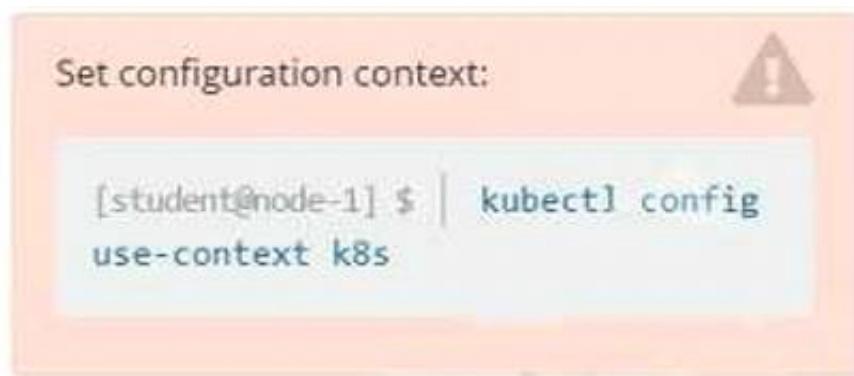 Set configuration context:
[student@node-1] $ | kubectl config
use-context k8s